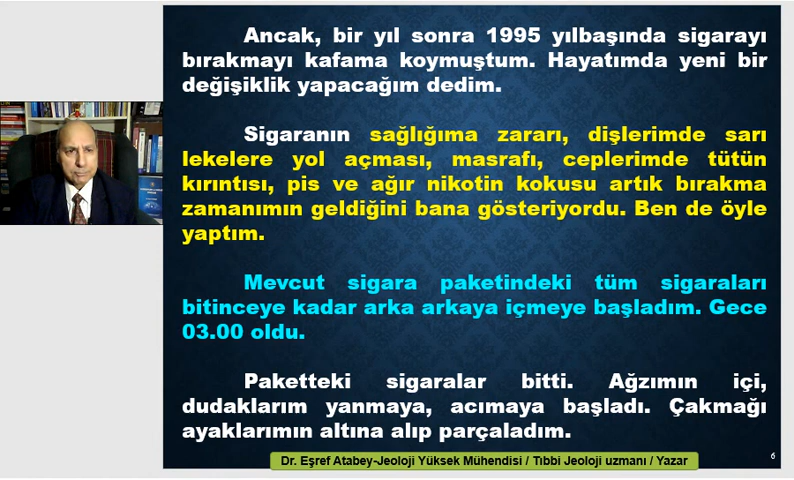 Ancak, bir yıl sonra 1995 yılbaşında sigarayı
bırakmayı kafama koymuştum. Hayatımda yeni bir
değişiklik yapacağım dedim.
Sigaranın sağlığıma zararı, dişlerimde sarı
lekelere yol açması, masrafı, ceplerimde tütün
kırıntısı, pis ve ağır nikotin kokusu artık bırakma
zamanımın geldiğini bana gösteriyordu. Ben de öyle
yaptım.
Mevcut sigara paketindeki tüm sigaraları
bitinceye kadar arka arkaya içmeye başladım. Gece
03.00 oldu.
Paketteki sigaralar bitti. Ağzımın içi,
dudaklarım yanmaya, acımaya başladı. Çakmağı
ayaklarımın altına alıp parçaladım.
Dr. Eşref Atabey-Jeoloji Yüksek Mühendisi / Tıbbi Jeoloji uzmanı / Yazar
6